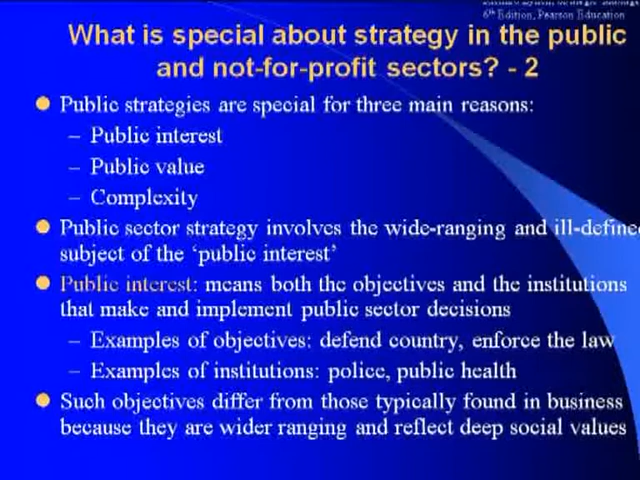 6th Edition, Pearson Education
What is special about strategy in the public
and not-for-profit sectors? - 2
Public strategies are special for three main reasons:
– Public interest
– Public value
– Complexity
Public sector strategy involves the wide-ranging and ill-define
subject of the ‘public interest’
Public interest: means both the objectives and the institutions
that make and implement public sector decisions
– Examples of objectives: defend country, enforce the law
– Examples of institutions: police, public health
Such objectives differ from those typically found in business
because they are wider ranging and reflect deep social values